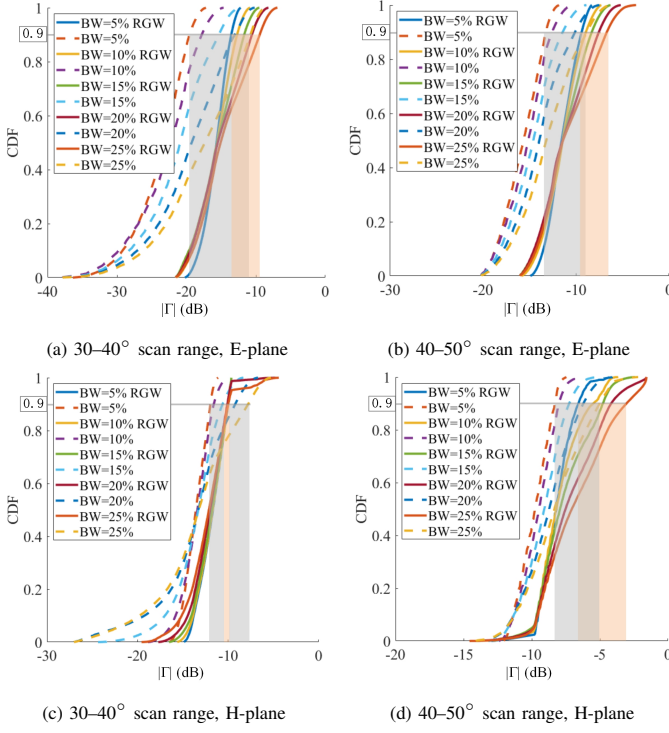 1
0.9
0.8
0.6
0.4
0.2
0
CDF
BW=5% RGW
BW=5%
BW=10% RGW
BW=10%
BW=15% RGW
BW=15%
BW=20% RGW
BW=20%
BW=25% RGW
BW=25%
-40
-30
-20
-10
0
|Γ| (dB)
(a) 30–40° scan range, E-plane
1
0.9
0.8
0.6
0.4
0.2
0
CDF
BW=5% RGW
BW=5%
BW=10% RGW
BW=10%
BW=15% RGW
BW=15%
BW=20% RGW
BW=20%
BW=25% RGW
BW=25%
-30
-20
-10
0
|Γ| (dB)
(b) 40–50° scan range, E-plane
1
0.9
0.8
0.6
0.4
0.2
0
CDF
BW=5% RGW
BW=5%
BW=10% RGW
BW=10%
BW=15% RGW
BW=15%
BW=20% RGW
BW=20%
BW=25% RGW
BW=25%
-30
-20
-10
0
|Γ| (dB)
(c) 30–40° scan range, H-plane
1
0.9
0.8
0.6
0.4
0.2
0
CDF
BW=5% RGW
BW=5%
BW=10% RGW
BW=10%
BW=15% RGW
BW=15%
BW=20% RGW
BW=20%
BW=25% RGW
BW=25%
-20
-15
-10
-5
0
|Γ| (dB)
(d) 40–50° scan range, H-plane